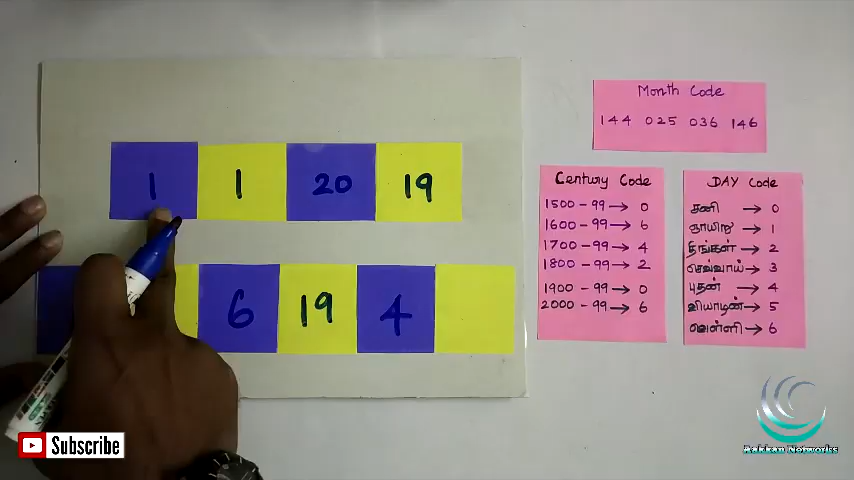 Month Code
144 025 036 146
1 1 20 19
6 19 4
Century Code
1500 - 99 → 0
1600 - 99 → 6
1700 - 99 → 4
1800 - 99 → 2
1900 - 99 → 0
2000 - 99 → 6
DAY Code
சனி → 0
ஞாயிறு → 1
திங்கள் → 2
செவ்வாய் → 3
புதன் → 4
வியாழன் → 5
வெள்ளி → 6
Subscribe
Rakkan Networks